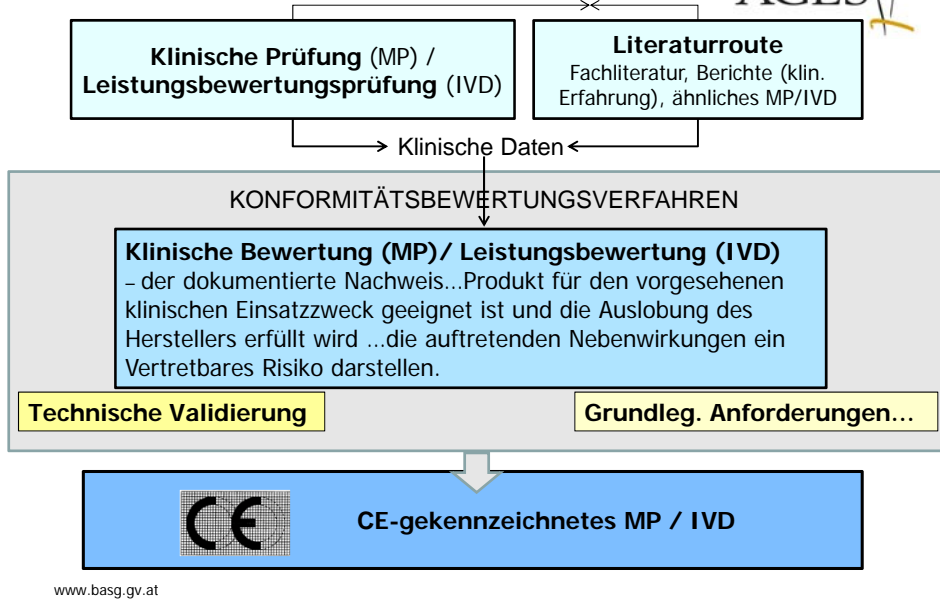 AGES
Klinische Prüfung (MP) /
Leistungsbewertungsprüfung (IVD)
Literaturroute
Fachliteratur, Berichte (klin.
Erfahrung), ähnliches MP/IVD
Klinische Daten
KONFORMITÄTSBEWERTUNGSVERFAHREN
Klinische Bewertung (MP)/ Leistungsbewertung (IVD)
– der dokumentierte Nachweis...Produkt für den vorgesehenen
klinischen Einsatzzweck geeignet ist und die Auslobung des
Herstellers erfüllt wird ...die auftretenden Nebenwirkungen ein
Vertretbares Risiko darstellen.
Technische Validierung
Grundleg. Anforderungen...
CE
CE-gekennzeichnetes MP / IVD
www.basg.gv.at